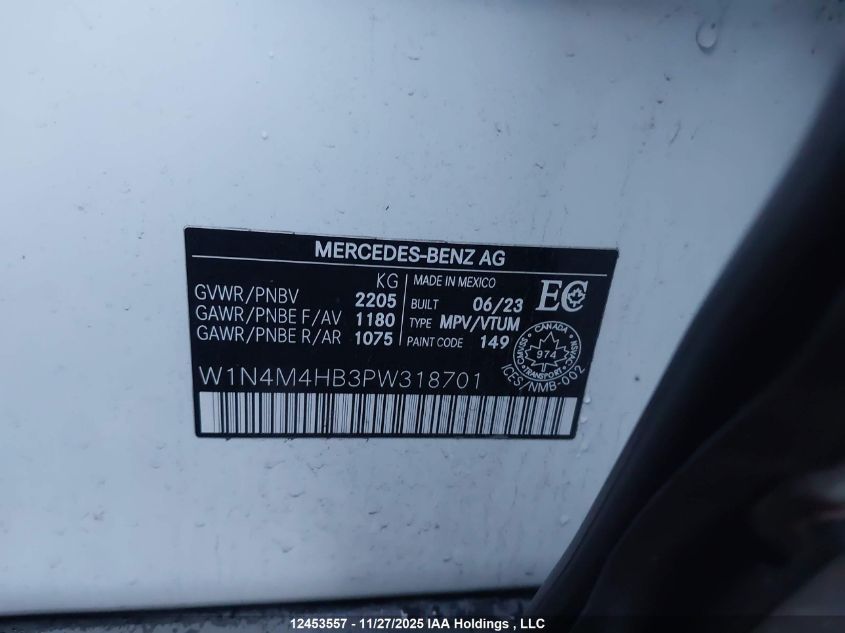 MERCEDES-BENZ AG
KG MADE IN MEXICO
GVWR/PNBV 2205 BUILT 06/23
GAWR/PNBE F/AV 1180 TYPE MPV/VTUM
GAWR/PNBE R/AR 1075 PAINT CODE 149
EC
CANADA
974
TRANSPORT
ICES/NMB-002
W1N4M4HB3PW318701
12453557 - 11/27/2025 IAA Holdings , LLC